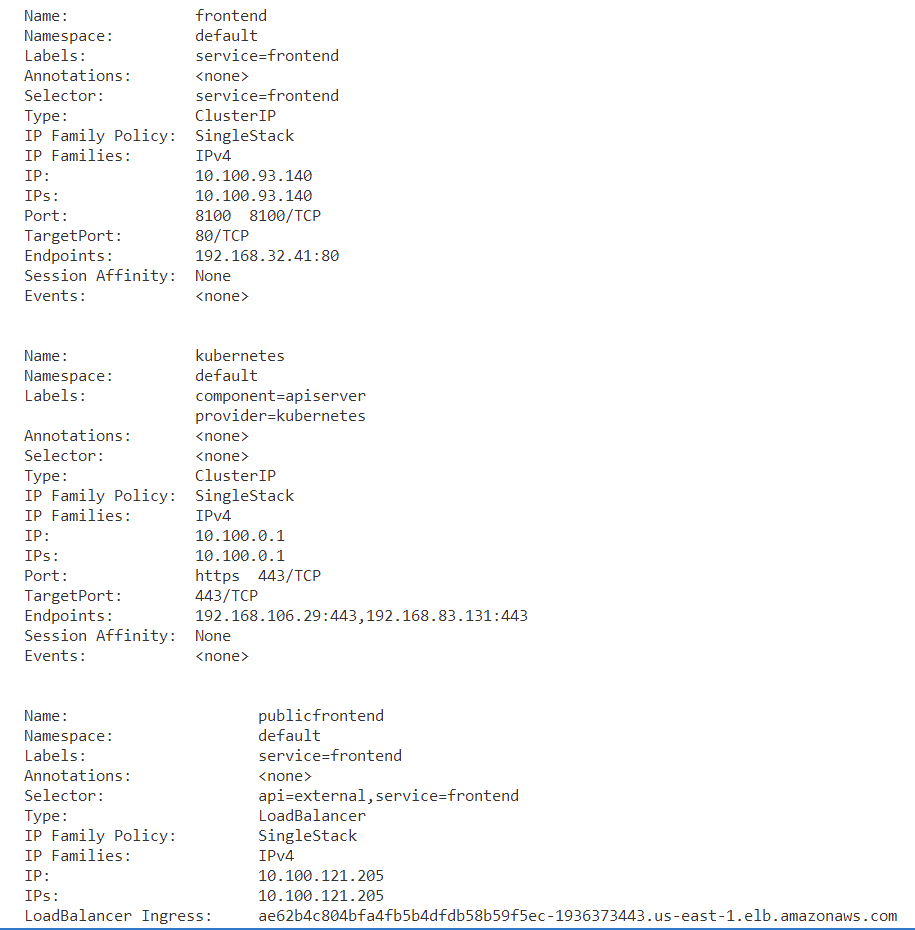 Name: frontend
Namespace: default
Labels: service=frontend
Annotations: <none>
Selector: service=frontend
Type: ClusterIP
IP Family Policy: SingleStack
IP Families: IPv4
IP: 10.100.93.140
IPs: 10.100.93.140
Port: 8100 8100/TCP
TargetPort: 80/TCP
Endpoints: 192.168.32.41:80
Session Affinity: None
Events: <none>
Name: kubernetes
Namespace: default
Labels: component=apiserver
provider=kubernetes
Annotations: <none>
Selector: <none>
Type: ClusterIP
IP Family Policy: SingleStack
IP Families: IPv4
IP: 10.100.0.1
IPs: 10.100.0.1
Port: https 443/TCP
TargetPort: 443/TCP
Endpoints: 192.168.106.29:443,192.168.83.131:443
Session Affinity: None
Events: <none>
Name: publicfrontend
Namespace: default
Labels: service=frontend
Annotations: <none>
Selector: api=external,service=frontend
Type: LoadBalancer
IP Family Policy: SingleStack
IP Families: IPv4
IP: 10.100.121.205
IPs: 10.100.121.205
LoadBalancer Ingress: ae62b4c804bfa4fb5b4dfdb58b59f5ec-1936373443.us-east-1.elb.amazonaws.com